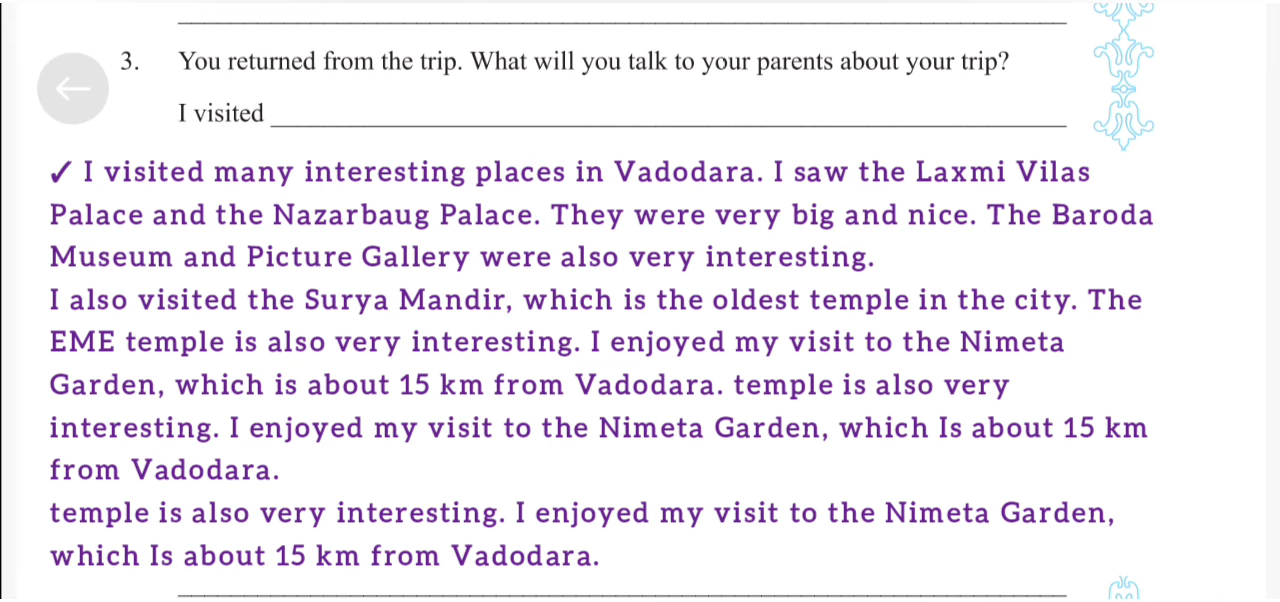 3. You returned from the trip. What will you talk to your parents about your trip?
I visited
✓ I visited many interesting places in Vadodara. I saw the Laxmi Vilas
Palace and the Nazarbaug Palace. They were very big and nice. The Baroda
Museum and Picture Gallery were also very interesting.
I also visited the Surya Mandir, which is the oldest temple in the city. The
EME temple is also very interesting. I enjoyed my visit to the Nimeta
Garden, which is about 15 km from Vadodara. temple is also very
interesting. I enjoyed my visit to the Nimeta Garden, which Is about 15 km
from Vadodara.
temple is also very interesting. I enjoyed my visit to the Nimeta Garden,
which Is about 15 km from Vadodara.